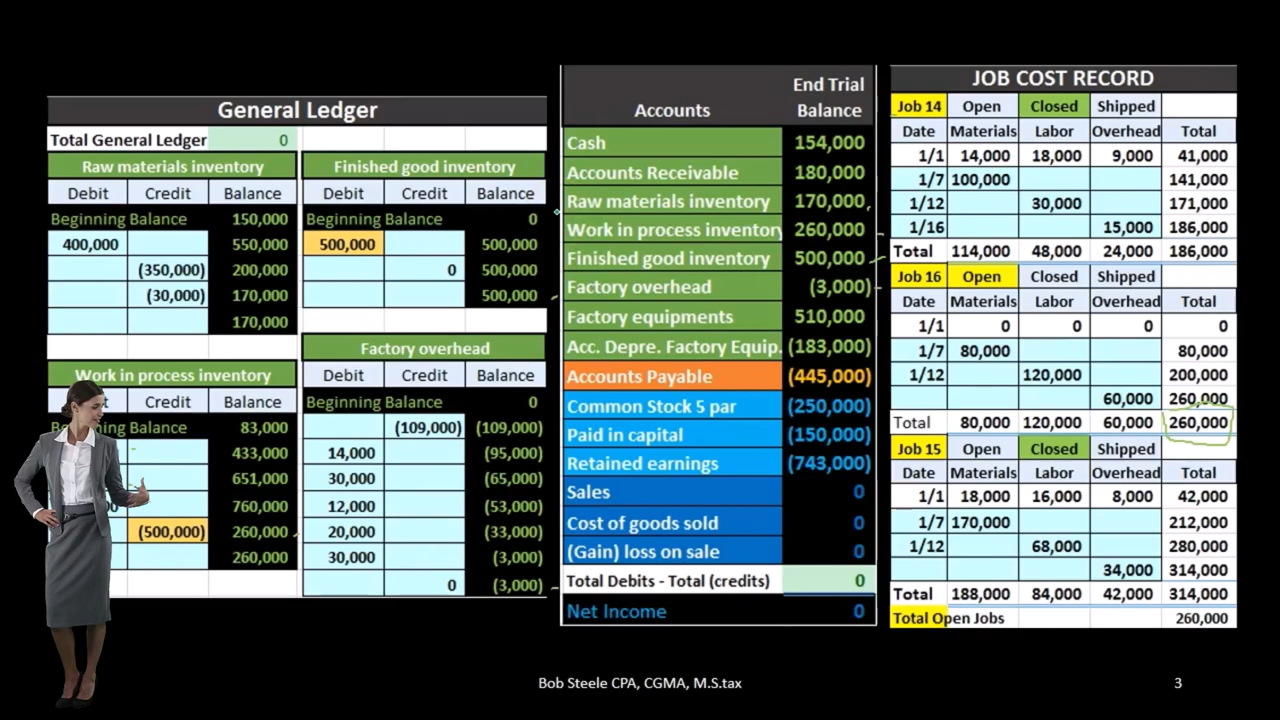 General Ledger
Total General Ledger 0
Raw materials inventory
Debit Credit Balance
Beginning Balance 150,000
400,000 550,000
(350,000) 200,000
(30,000) 170,000
170,000
Finished good inventory
Debit Credit Balance
Beginning Balance 0
500,000 500,000
0 500,000
500,000
Work in process inventory
Credit Balance
Balance 83,000
433,000
651,000
760,000
(500,000) 260,000
260,000
Factory overhead
Debit Credit Balance
Beginning Balance 0
(109,000) (109,000)
14,000 (95,000)
30,000 (65,000)
12,000 (53,000)
20,000 (33,000)
30,000 (3,000)
0 (3,000)
Accounts End Trial Balance
Cash 154,000
Accounts Receivable 180,000
Raw materials inventory 170,000
Work in process inventory 260,000
Finished good inventory 500,000
Factory overhead (3,000)
Factory equipments 510,000
Acc. Depre. Factory Equip. (183,000)
Accounts Payable (445,000)
Common Stock 5 par (250,000)
Paid in capital (150,000)
Retained earnings (743,000)
Sales 0
Cost of goods sold 0
(Gain) loss on sale 0
Total Debits - Total (credits) 0
Net Income 0
JOB COST RECORD
Job 14 Open Closed Shipped
Date Materials Labor Overhead Total
1/1 14,000 18,000 9,000 41,000
1/7 100,000 141,000
1/12 30,000 171,000
1/16 15,000 186,000
Total 114,000 48,000 24,000 186,000
Job 16 Open Closed Shipped
Date Materials Labor Overhead Total
1/1 0 0 0 0
1/7 80,000 80,000
1/12 120,000 200,000
60,000 260,000
Total 80,000 120,000 60,000 260,000
Job 15 Open Closed Shipped
Date Materials Labor Overhead Total
1/1 18,000 16,000 8,000 42,000
1/7 170,000 212,000
1/12 68,000 280,000
34,000 314,000
Total 188,000 84,000 42,000 314,000
Total Open Jobs 260,000
Bob Steele CPA, CGMA, M.S.tax
3